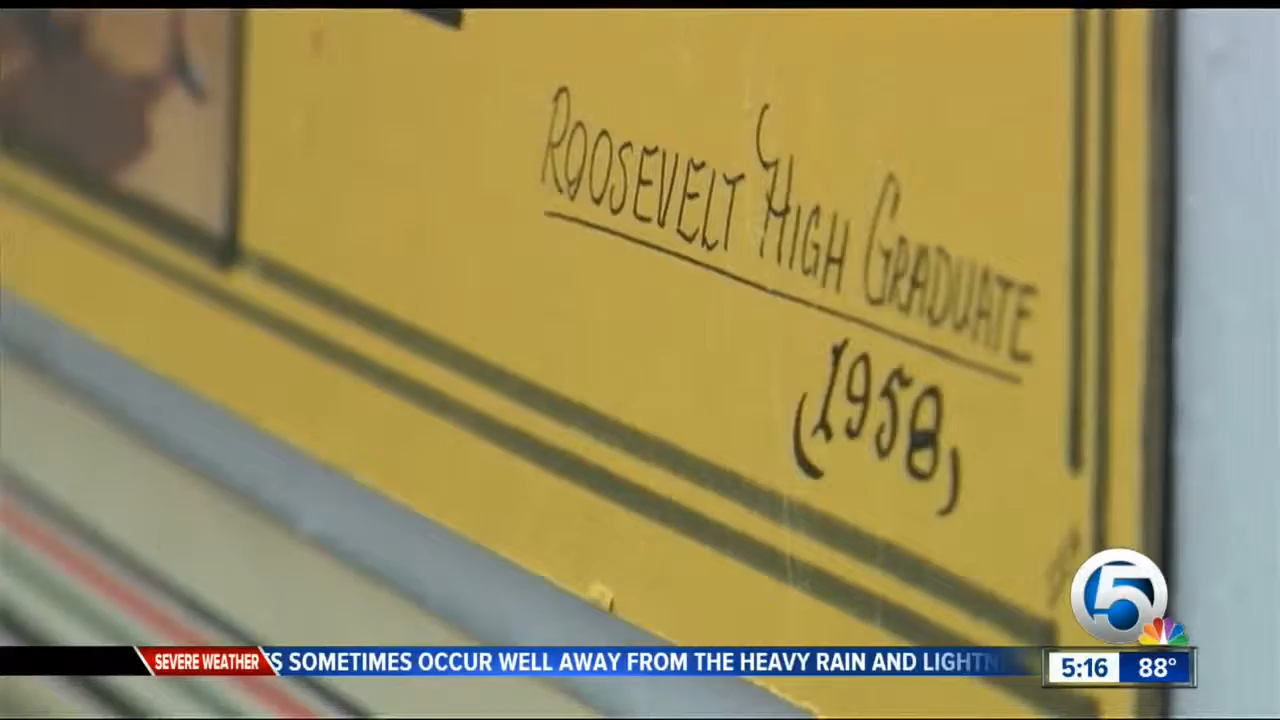 ROOSEVELT HIGH GRADUATE
(1958)
5
SEVERE WEATHER
TS SOMETIMES OCCUR WELL AWAY FROM THE HEAVY RAIN AND LIGHTN
5:16 88°